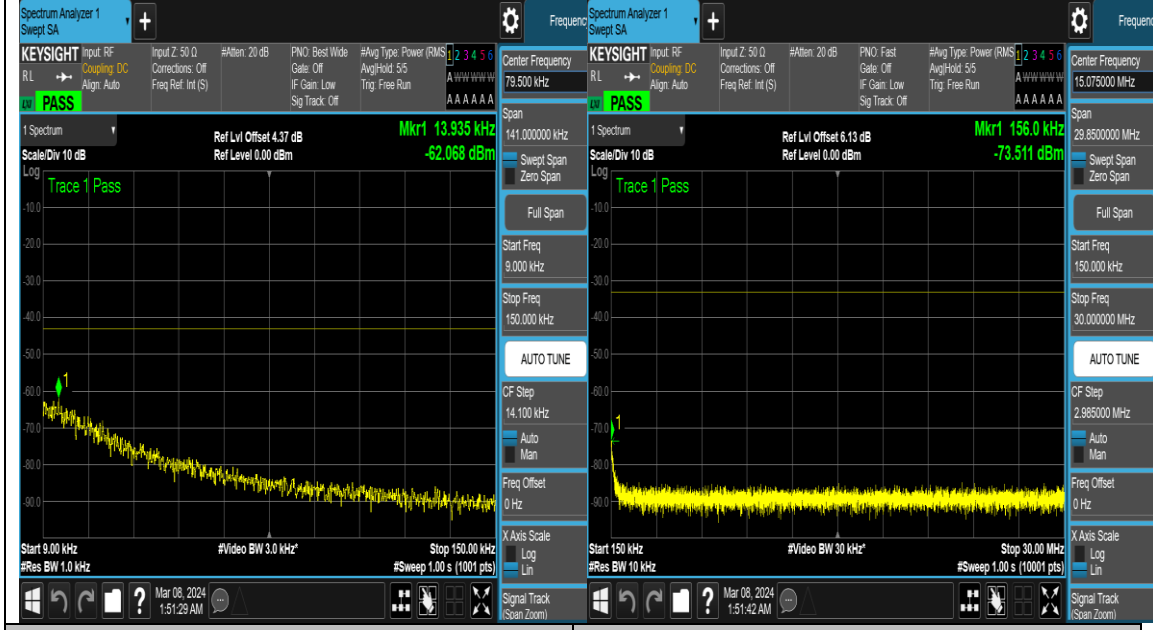 Spectrum Analyzer 1
Swept SA
+
Frequenc
KEYSIGHT Input: RF Input Z: 50 Ω #Atten: 20 dB PNO: Best Wide #Avg Type: Power (RMS 1 2 3 4 5 6
RL Coupling: DC Corrections: Off Gate: Off Avg|Hold: 5/5 A W W W W W
Align: Auto Freq Ref: Int (S) IF Gain: Low Trig: Free Run
LXI PASS Sig Track: Off A A A A A A
Center Frequency
79.500 kHz
1 Spectrum
Scale/Div 10 dB
Ref Lvl Offset 4.37 dB
Ref Level 0.00 dBm
Mkr1 13.935 kHz
-62.068 dBm
Log
Trace 1 Pass
-10.0
-20.0
-30.0
-40.0
-50.0
-60.0
-70.0
-80.0
-90.0
1
Start 9.00 kHz #Video BW 3.0 kHz* Stop 150.00 kHz
#Res BW 1.0 kHz #Sweep 1.00 s (1001 pts)
Span
141.000000 kHz
Swept Span
Zero Span
Full Span
Start Freq
9.000 kHz
Stop Freq
150.000 kHz
AUTO TUNE
CF Step
14.100 kHz
Auto
Man
Freq Offset
0 Hz
X Axis Scale
Log
Lin
Signal Track
(Span Zoom)
?
Mar 08, 2024
1:51:29 AM
Spectrum Analyzer 1
Swept SA
+
Frequenc
KEYSIGHT Input: RF Input Z: 50 Ω #Atten: 20 dB PNO: Fast #Avg Type: Power (RMS 1 2 3 4 5 6
RL Coupling: DC Corrections: Off Gate: Off Avg|Hold: 5/5 A W W W W W
Align: Auto Freq Ref: Int (S) IF Gain: Low Trig: Free Run
LXI PASS Sig Track: Off A A A A A A
Center Frequency
15.075000 MHz
1 Spectrum
Scale/Div 10 dB
Ref Lvl Offset 6.13 dB
Ref Level 0.00 dBm
Mkr1 156.0 kHz
-73.511 dBm
Log
Trace 1 Pass
-10.0
-20.0
-30.0
-40.0
-50.0
-60.0
-70.0
-80.0
-90.0
1
Start 150 kHz #Video BW 30 kHz* Stop 30.00 MHz
#Res BW 10 kHz #Sweep 1.00 s (10001 pts)
Span
29.8500000 MHz
Swept Span
Zero Span
Full Span
Start Freq
150.000 kHz
Stop Freq
30.000000 MHz
AUTO TUNE
CF Step
2.985000 MHz
Auto
Man
Freq Offset
0 Hz
X Axis Scale
Log
Lin
Signal Track
(Span Zoom)
?
Mar 08, 2024
1:51:42 AM